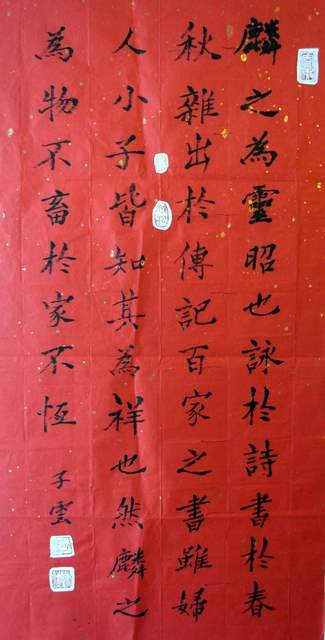 麟之為靈昭也詠於詩書於春
秋雜出於傳記百家之書雖婦
人小子皆知其為祥也然麟之
為物不畜於家不恆
子雲